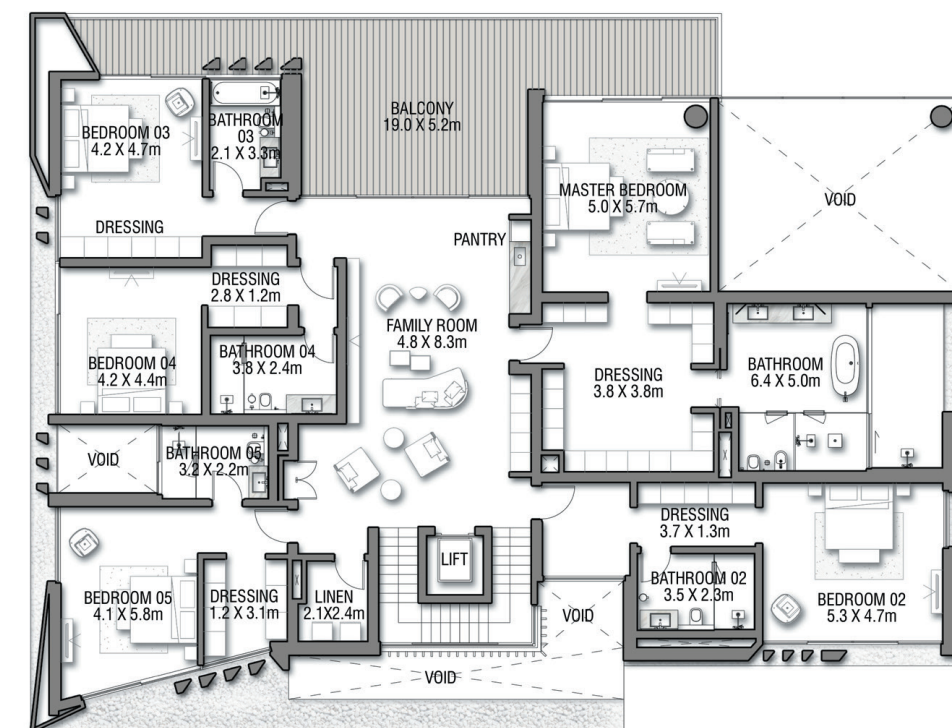 BALCONY
19.0 X 5.2m
BEDROOM 03
4.2 X 4.7m
BATHROOM
03
2.1 X 3.3m
MASTER BEDROOM
5.0 X 5.7m
VOID
DRESSING
PANTRY
DRESSING
2.8 X 1.2m
FAMILY ROOM
4.8 X 8.3m
BEDROOM 04
4.2 X 4.4m
BATHROOM 04
3.8 X 2.4m
DRESSING
3.8 X 3.8m
BATHROOM
6.4 X 5.0m
VOID
BATHROOM 05
3.2 X 2.2m
DRESSING
3.7 X 1.3m
LIFT
BEDROOM 05
4.1 X 5.8m
DRESSING
1.2 X 3.1m
LINEN
2.1X2.4m
BATHROOM 02
3.5 X 2.3m
VOID
BEDROOM 02
5.3 X 4.7m
VOID